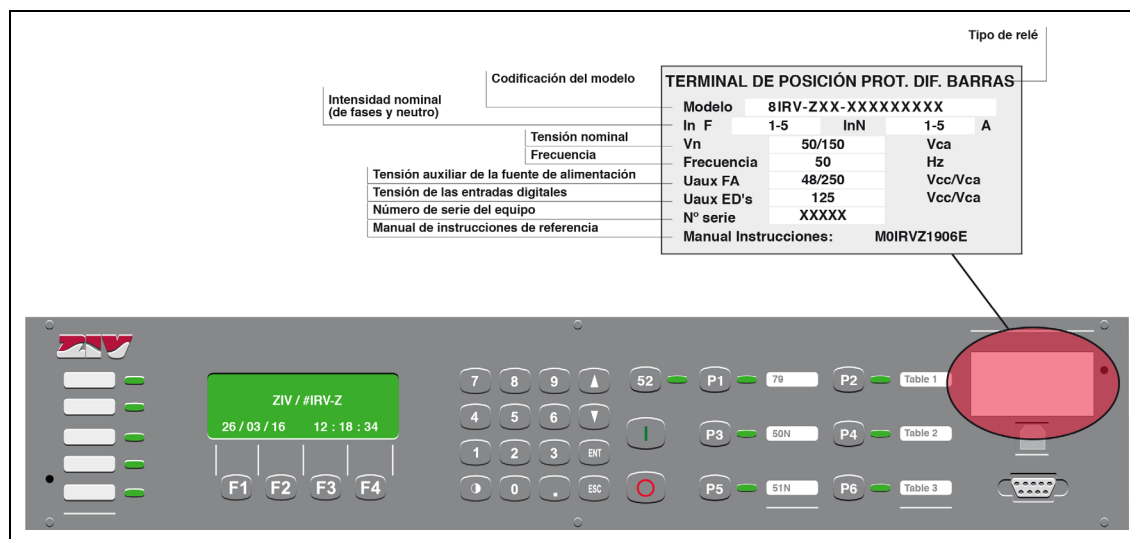 Tipo de relé
Codificación del modelo
Intensidad nominal
(de fases y neutro)
Tensión nominal
Frecuencia
Tensión auxiliar de la fuente de alimentación
Tensión de las entradas digitales
Número de serie del equipo
Manual de instrucciones de referencia
TERMINAL DE POSICIÓN PROT. DIF. BARRAS
Modelo 8IRV-ZXX-XXXXXXXXX
In F 1-5 InN 1-5 A
Vn 50/150 Vca
Frecuencia 50 Hz
Uaux FA 48/250 Vcc/Vca
Uaux ED's 125 Vcc/Vca
Nº serie XXXXX
Manual Instrucciones: M0IRVZ1906E
ZIV
ZIV / #IRV-Z
26 / 03 / 16 12 : 18 : 34
F1 F2 F3 F4
7 8 9
4 5 6
1 2 3 ENT
0 . ESC
52 P1 79 P2 Table 1
I P3 50N P4 Table 2
O P5 51N P6 Table 3